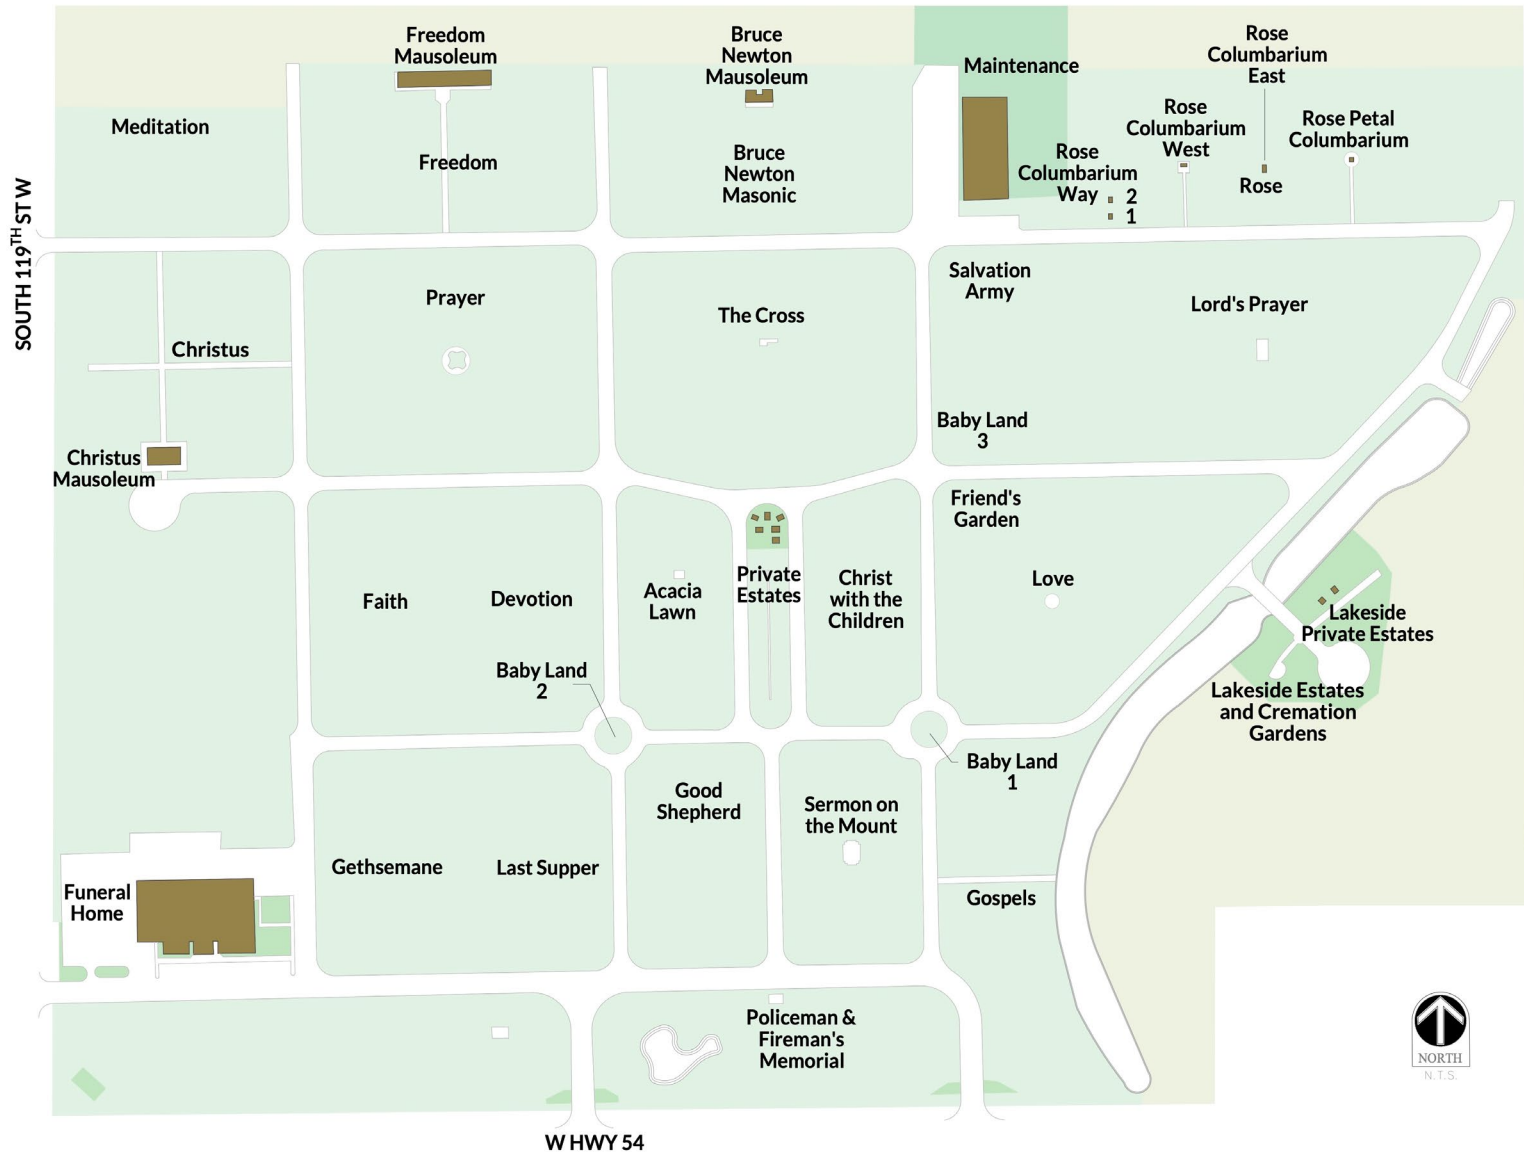 Freedom
Mausoleum
Bruce
Newton
Mausoleum
Maintenance
Rose
Columbarium
East
Meditation
Freedom
Bruce
Newton
Masonic
Rose
Columbarium
West
Rose Petal
Columbarium
Rose
Columbarium
Way
2
1
Rose
SOUTH 119TH ST W
Prayer
The Cross
Salvation
Army
Lord's Prayer
Christus
Christus
Mausoleum
Baby Land
3
Friend's
Garden
Faith
Devotion
Acacia
Lawn
Private
Estates
Christ
with the
Children
Love
Lakeside
Private Estates
Baby Land
2
Lakeside Estates
and Cremation
Gardens
Baby Land
1
Good
Shepherd
Sermon on
the Mount
Gethsemane
Last Supper
Funeral
Home
Gospels
Policeman &
Fireman's
Memorial
NORTH
N.T.S.
W HWY 54